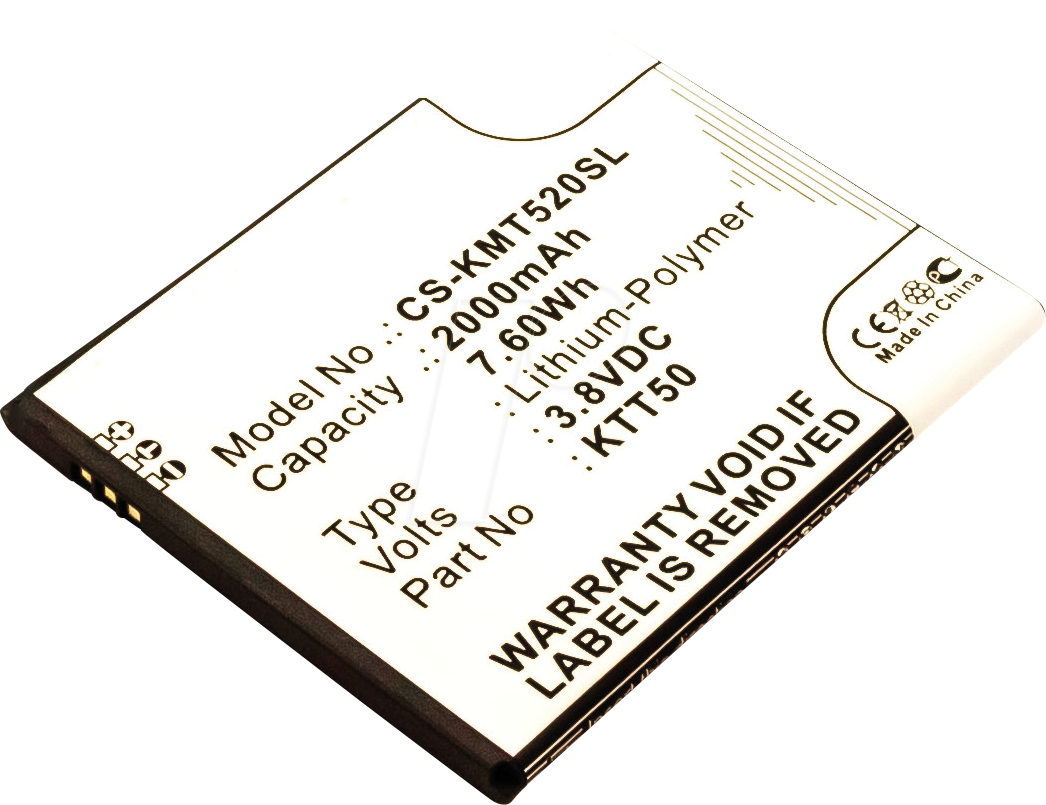 Model No : CS-KMT520SL
Capacity : 2000mAh
7.60Wh
Type : Lithium-Polymer
Volts : 3.8VDC
Part No : KTT50
WARRANTY VOID IF
LABEL IS REMOVED
CE
Made In China